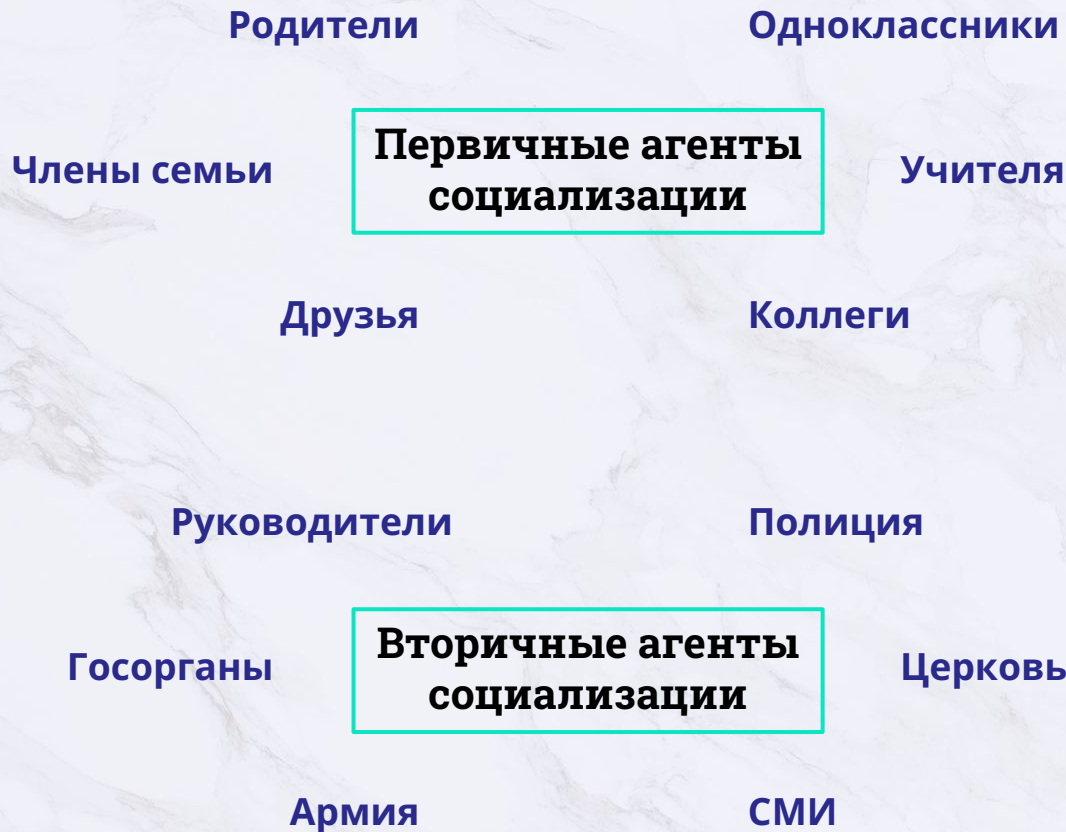 Родители
Одноклассники
Члены семьи
Первичные агенты
социализации
Учителя
Друзья
Коллеги
Руководители
Полиция
Госорганы
Вторичные агенты
социализации
Церковь
Армия
СМИ